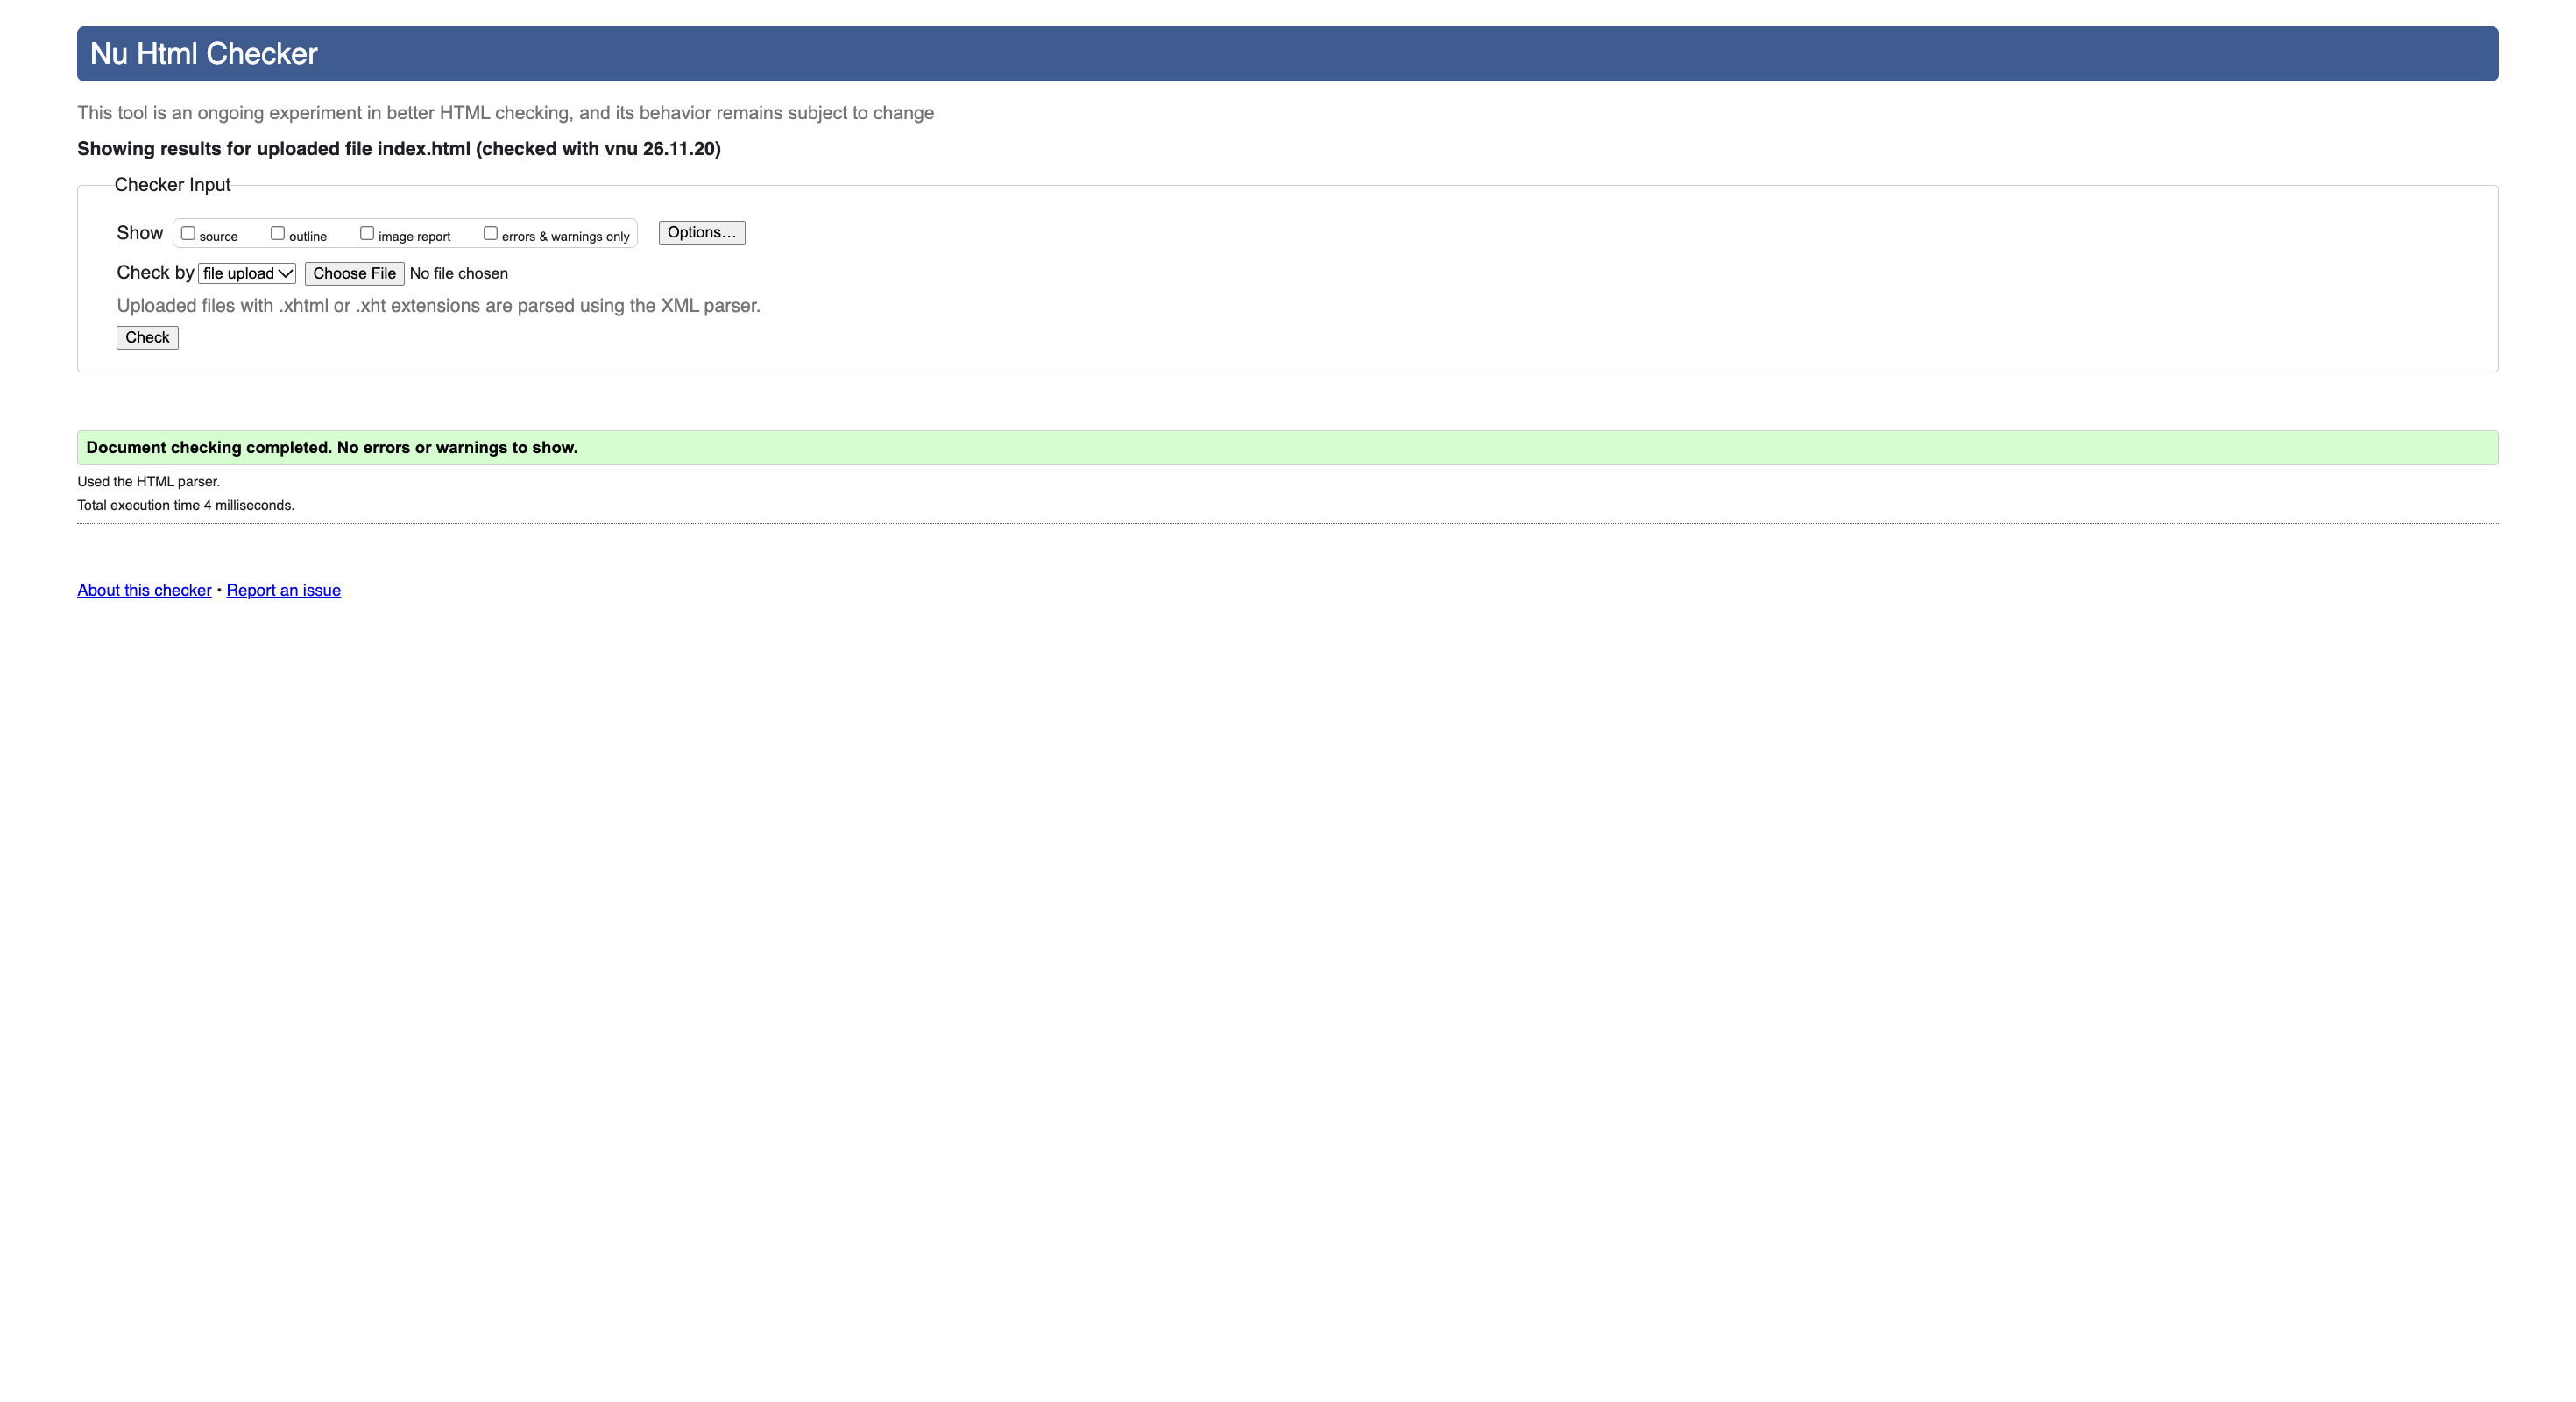 Nu Html Checker
This tool is an ongoing experiment in better HTML checking, and its behavior remains subject to change
Showing results for uploaded file index.html (checked with vnu 26.11.20)
Checker Input
Show source outline image report errors & warnings only Options…
Check by file upload Choose File No file chosen
Uploaded files with .xhtml or .xht extensions are parsed using the XML parser.
Check
Document checking completed. No errors or warnings to show.
Used the HTML parser.
Total execution time 4 milliseconds.
About this checker • Report an issue